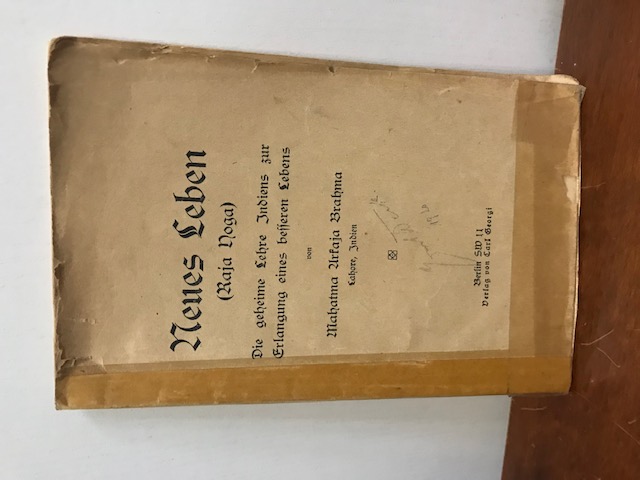 Neues Leben
(Raja Yoga)
Die geheime Lehre Indiens zur
Erlangung eines besseren Lebens
von
Mahatma Arkaja Brahma
Lahore, Indien
Berlin SW 11
Verlag von Carl Georgi